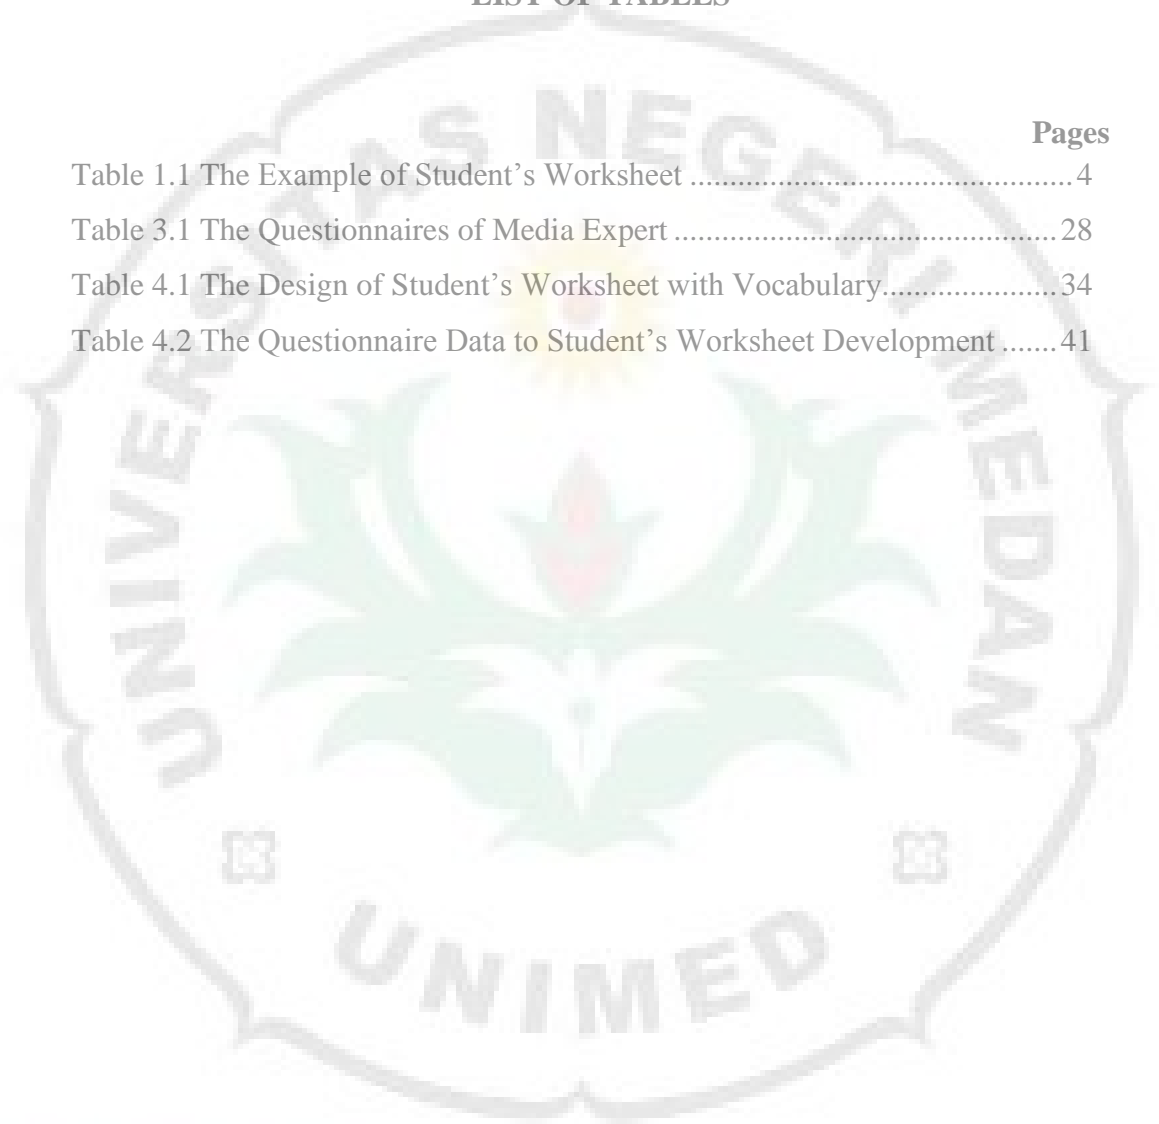 LIST OF TABLES
Pages
Table 1.1 The Example of Student’s Worksheet ................................................ 4
Table 3.1 The Questionnaires of Media Expert ................................................ 28
Table 4.1 The Design of Student’s Worksheet with Vocabulary...................... 34
Table 4.2 The Questionnaire Data to Student’s Worksheet Development ....... 41
UNIVERSITAS NEGERI MEDAN
UNIMED